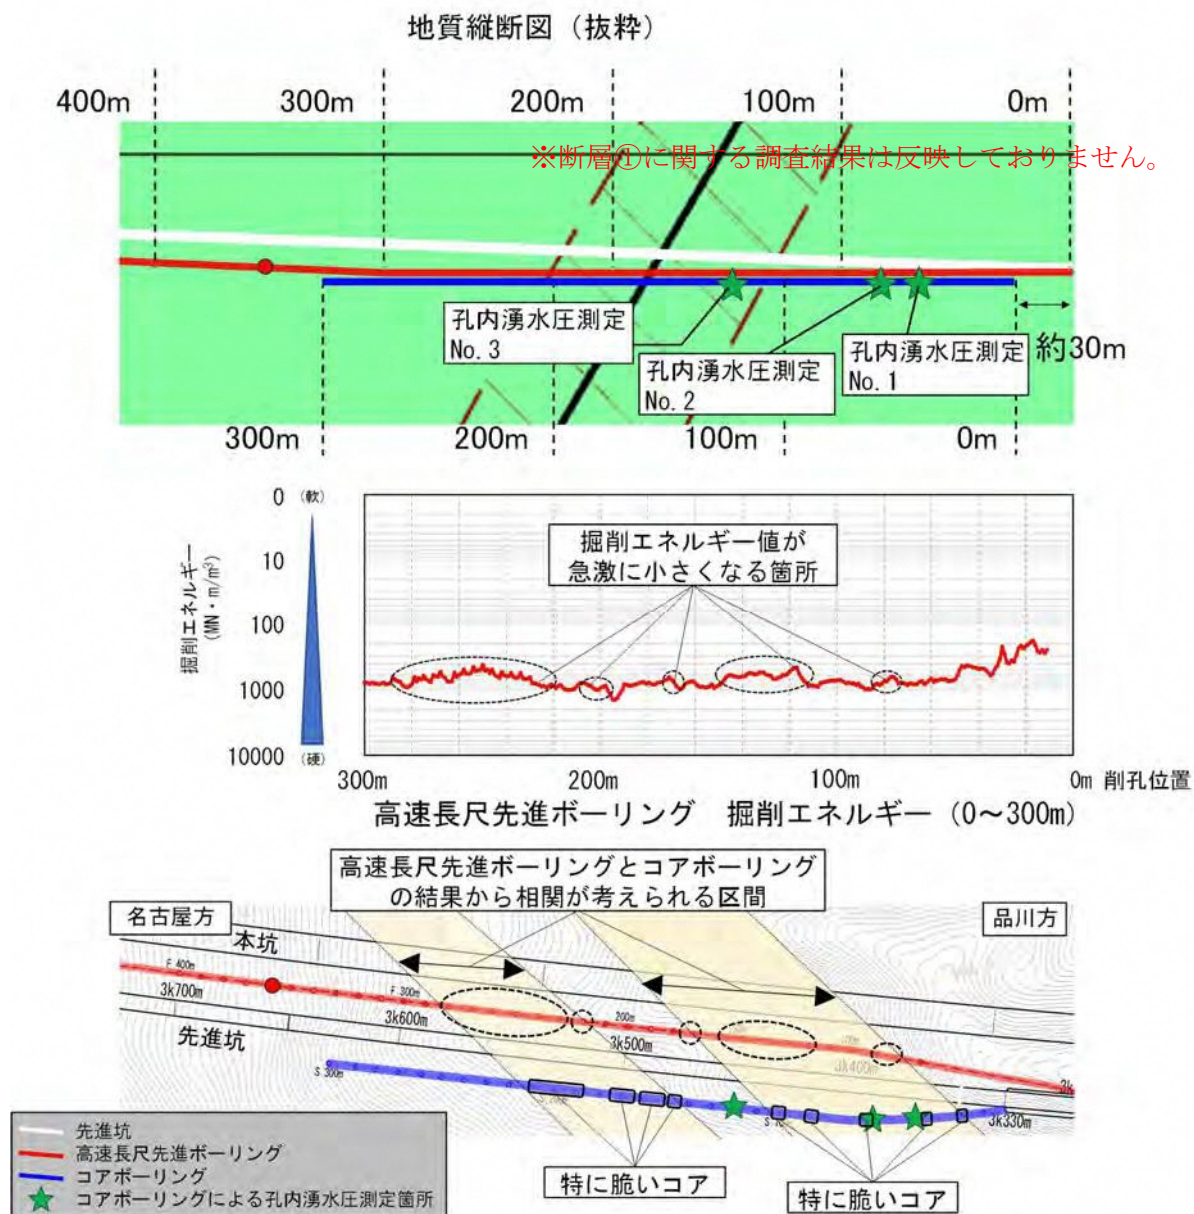 地質縦断図（抜粋）
400m
300m
200m
100m
0m
※断層①に関する調査結果は反映しておりません。
孔内湧水圧測定
No.3
孔内湧水圧測定
No.2
孔内湧水圧測定
No.1
約30m
300m
200m
100m
0m
掘削エネルギー
(MN・m/m³)
0
(軟)
10
100
1000
10000
(硬)
掘削エネルギー値が
急激に小さくなる箇所
300m
200m
100m
0m 削孔位置
高速長尺先進ボーリング　掘削エネルギー（0～300m）
高速長尺先進ボーリングとコアボーリング
の結果から相関が考えられる区間
名古屋方
品川方
本坑
F 400m
3k700m
F 300m
3k600m
200m
3k500m
3k400m
先進坑
S 300m
3k330m
特に脆いコア
特に脆いコア
先進坑
高速長尺先進ボーリング
コアボーリング
コアボーリングによる孔内湧水圧測定箇所